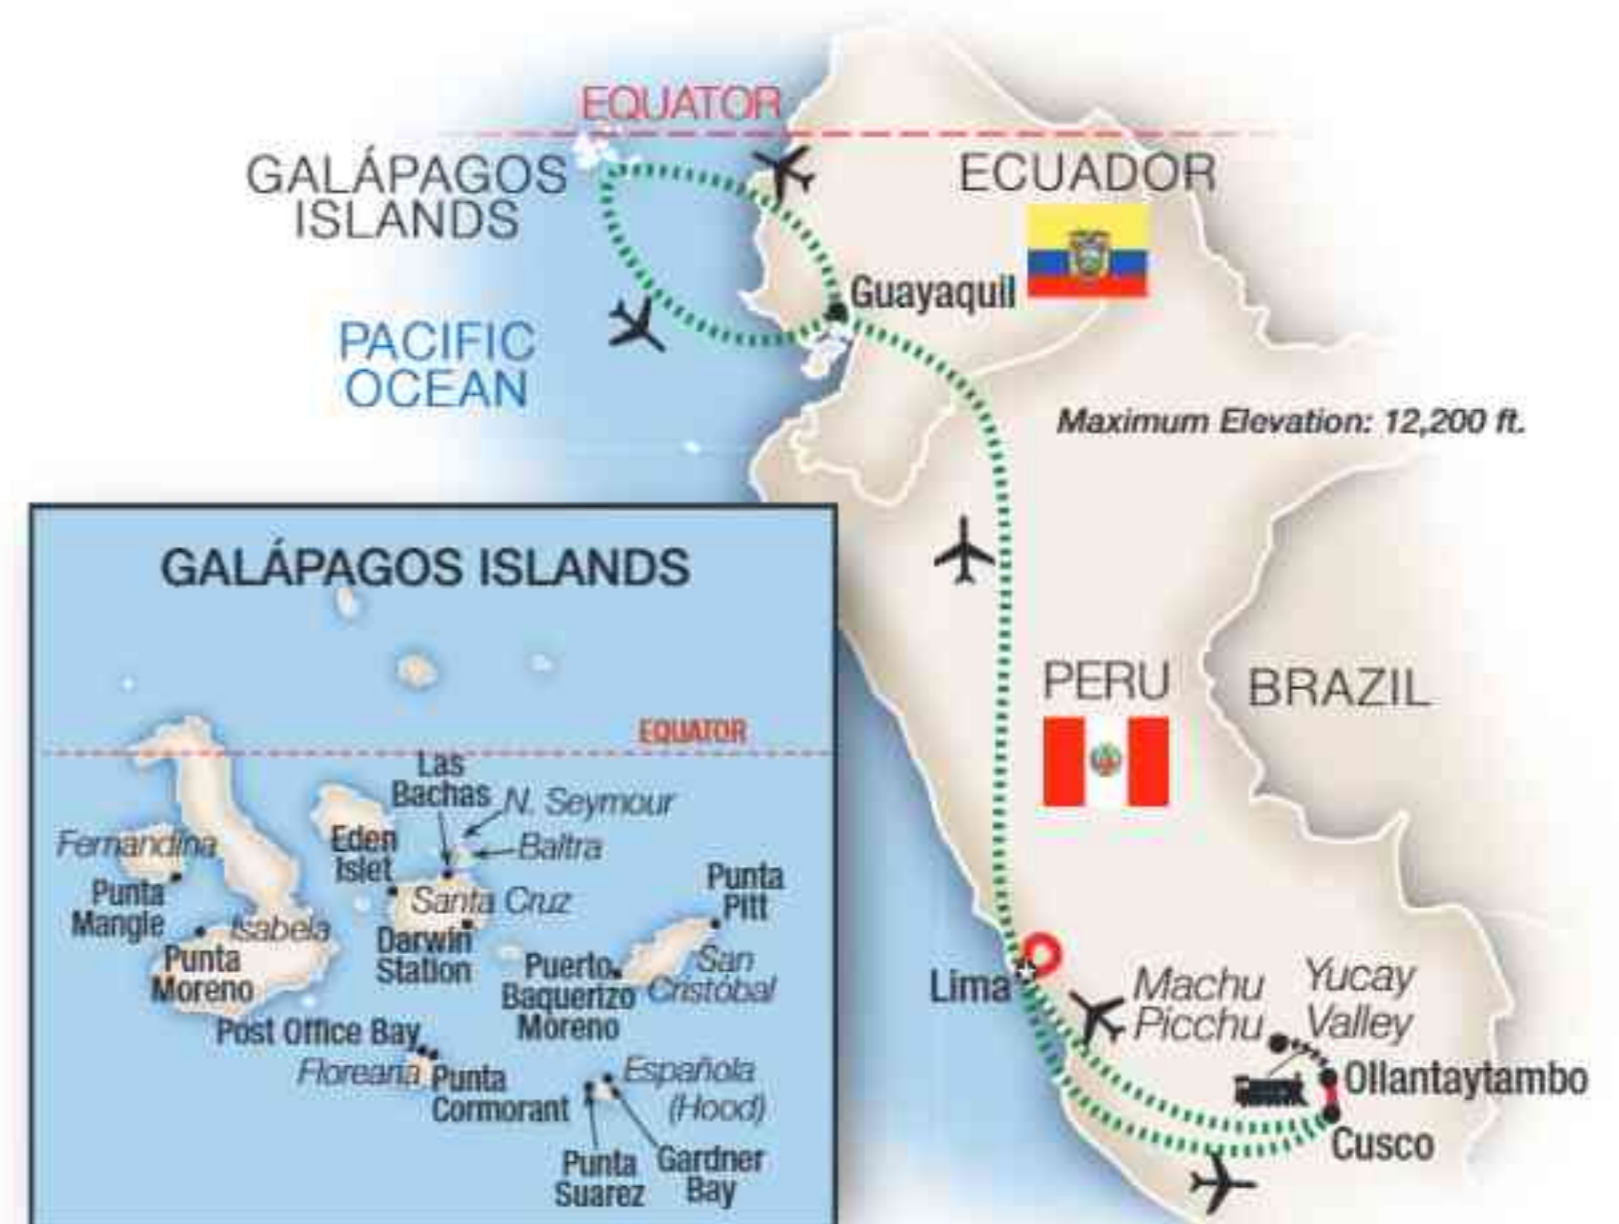 EQUATOR
GALÁPAGOS
ISLANDS
ECUADOR
Guayaquil
PACIFIC
OCEAN
Maximum Elevation: 12,200 ft.
PERU
BRAZIL
Lima
Machu
Picchu
Yucay
Valley
Ollantaytambo
Cusco
GALÁPAGOS ISLANDS
EQUATOR
Las
Bachas
N. Seymour
Baltra
Fernandina
Eden
Islet
Punta
Mangle
Santa Cruz
Punta
Pitt
Isabela
Darwin
Station
Punta
Moreno
Puerto
Baquerizo
Moreno
San
Cristóbal
Post Office Bay
Floreana
Punta
Cormorant
Española
(Hood)
Punta
Suarez
Gardner
Bay